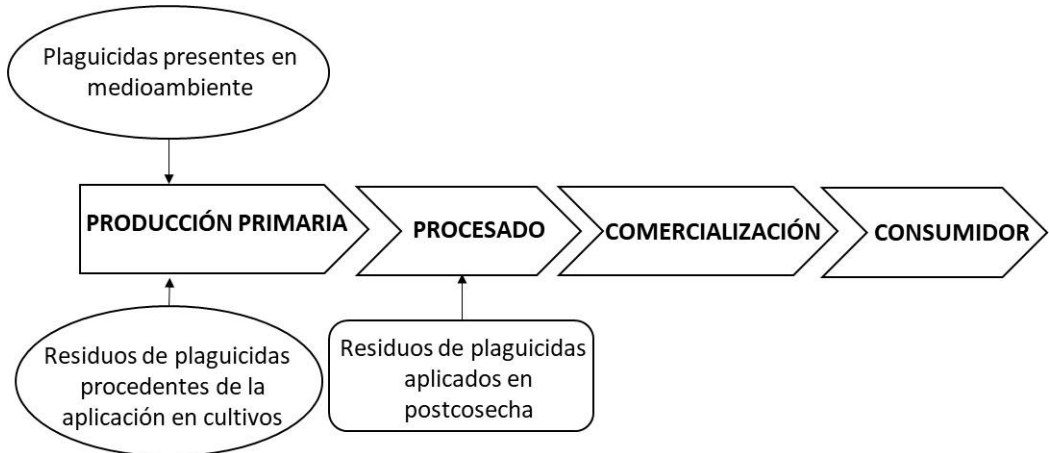 Plaguicidas presentes en
medioambiente
PRODUCCIÓN PRIMARIA
PROCESADO
COMERCIALIZACIÓN
CONSUMIDOR
Residuos de plaguicidas
procedentes de la
aplicación en cultivos
Residuos de plaguicidas
aplicados en
postcosecha